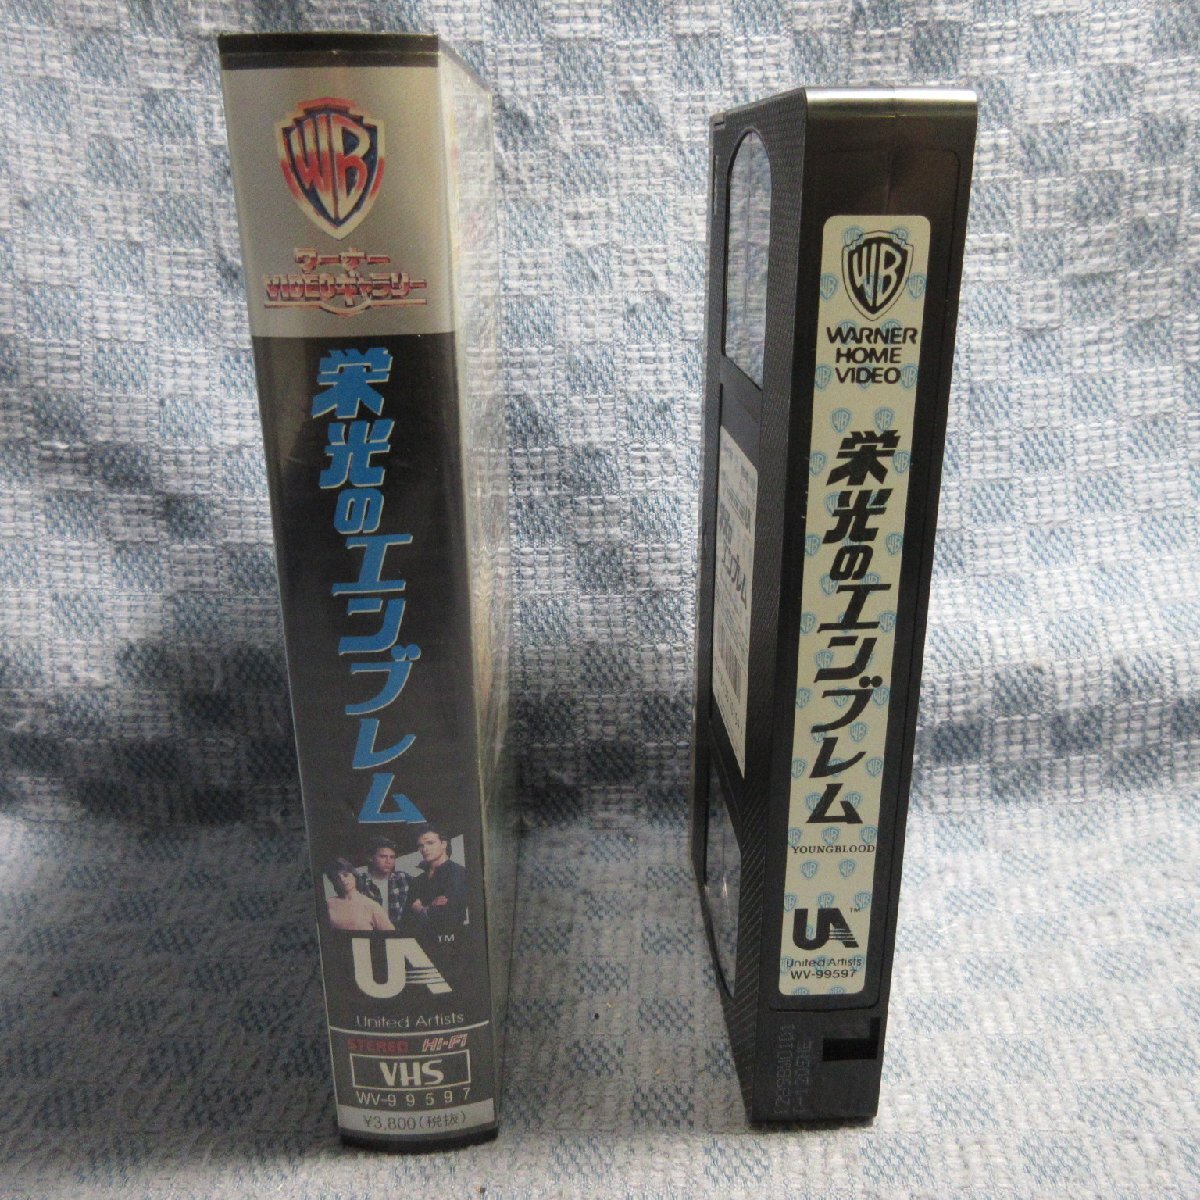 WB
ワーナー
VIDEOギャラリー
栄光のエンブレム
UA™
United Artists
STEREO Hi-Fi
VHS
WV-99597
¥3,800(税抜)
WB
WARNER
HOME
VIDEO
栄光のエンブレム
YOUNGBLOOD
UA™
United Artists
WV-99597